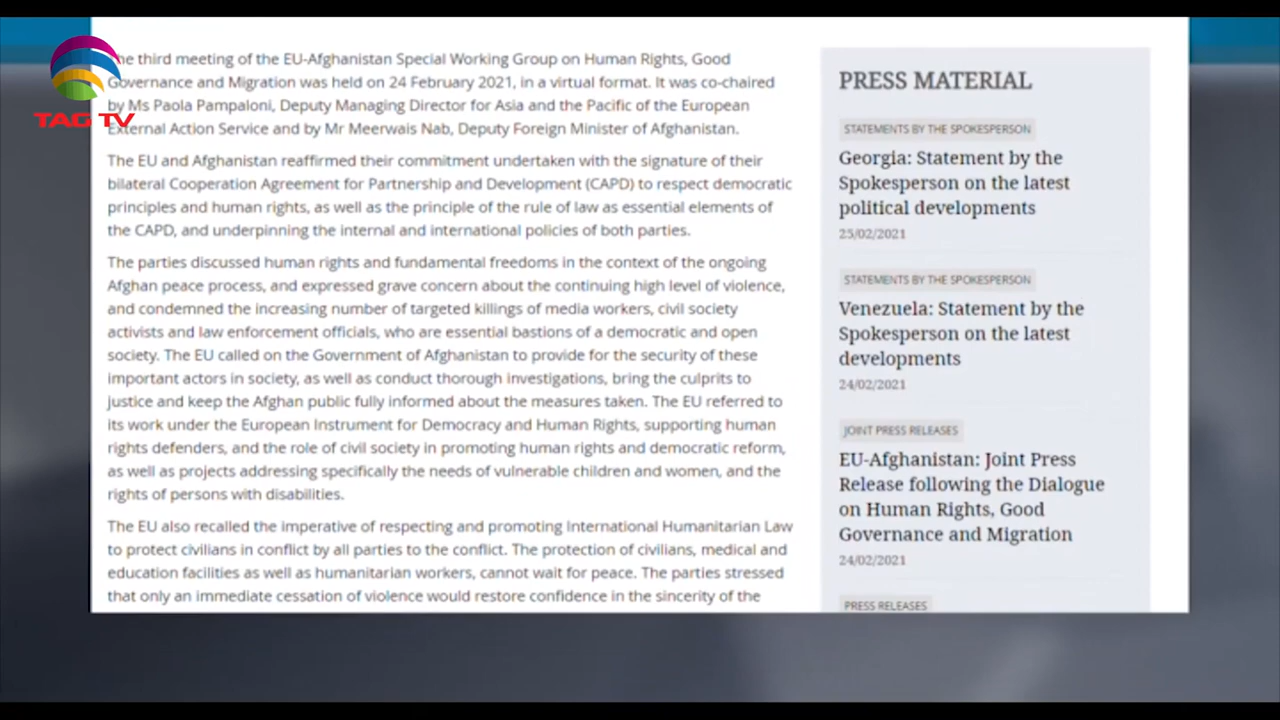 TAG TV
The third meeting of the EU-Afghanistan Special Working Group on Human Rights, Good
Governance and Migration was held on 24 February 2021, in a virtual format. It was co-chaired
by Ms Paola Pampaloni, Deputy Managing Director for Asia and the Pacific of the European
External Action Service and by Mr Meerwais Nab, Deputy Foreign Minister of Afghanistan.
The EU and Afghanistan reaffirmed their commitment undertaken with the signature of their
bilateral Cooperation Agreement for Partnership and Development (CAPD) to respect democratic
principles and human rights, as well as the principle of the rule of law as essential elements of
the CAPD, and underpinning the internal and international policies of both parties.
The parties discussed human rights and fundamental freedoms in the context of the ongoing
Afghan peace process, and expressed grave concern about the continuing high level of violence,
and condemned the increasing number of targeted killings of media workers, civil society
activists and law enforcement officials, who are essential bastions of a democratic and open
society. The EU called on the Government of Afghanistan to provide for the security of these
important actors in society, as well as conduct thorough investigations, bring the culprits to
justice and keep the Afghan public fully informed about the measures taken. The EU referred to
its work under the European Instrument for Democracy and Human Rights, supporting human
rights defenders, and the role of civil society in promoting human rights and democratic reform,
as well as projects addressing specifically the needs of vulnerable children and women, and the
rights of persons with disabilities.
The EU also recalled the imperative of respecting and promoting International Humanitarian Law
to protect civilians in conflict by all parties to the conflict. The protection of civilians, medical and
education facilities as well as humanitarian workers, cannot wait for peace. The parties stressed
that only an immediate cessation of violence would restore confidence in the sincerity of the
PRESS MATERIAL
STATEMENTS BY THE SPOKESPERSON
Georgia: Statement by the
Spokesperson on the latest
political developments
25/02/2021
STATEMENTS BY THE SPOKESPERSON
Venezuela: Statement by the
Spokesperson on the latest
developments
24/02/2021
JOINT PRESS RELEASES
EU-Afghanistan: Joint Press
Release following the Dialogue
on Human Rights, Good
Governance and Migration
24/02/2021
PRESS RELEASES